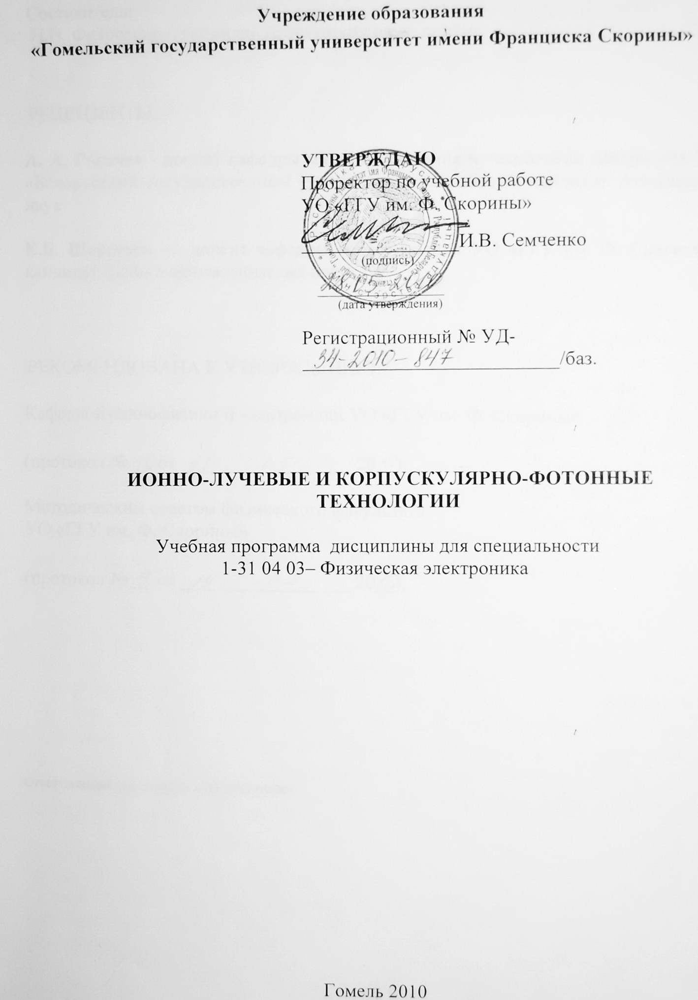 Учреждение образования
«Гомельский государственный университет имени Франциска Скорины»
УТВЕРЖДАЮ
Проректор по учебной работе
УО «ГГУ им. Ф. Скорины»
И.В. Семченко
(подпись)
05 2010
(дата утверждения)
Регистрационный № УД-
34-2010-847 /баз.
ИОННО-ЛУЧЕВЫЕ И КОРПУСКУЛЯРНО-ФОТОННЫЕ
ТЕХНОЛОГИИ
Учебная программа дисциплины для специальности
1-31 04 03– Физическая электроника
Гомель 2010